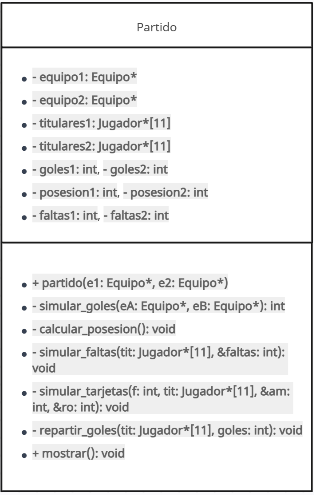 Partido
- equipo1: Equipo*
- equipo2: Equipo*
- titulares1: Jugador*[11]
- titulares2: Jugador*[11]
- goles1: int, - goles2: int
- posesion1: int, - posesion2: int
- faltas1: int, - faltas2: int
+ partido(e1: Equipo*, e2: Equipo*)
- simular_goles(eA: Equipo*, eB: Equipo*): int
- calcular_posesion(): void
- simular_faltas(tit: Jugador*[11], &faltas: int):
void
- simular_tarjetas(f: int, tit: Jugador*[11], &am:
int, &ro: int): void
- repartir_goles(tit: Jugador*[11], goles: int): void
+ mostrar(): void